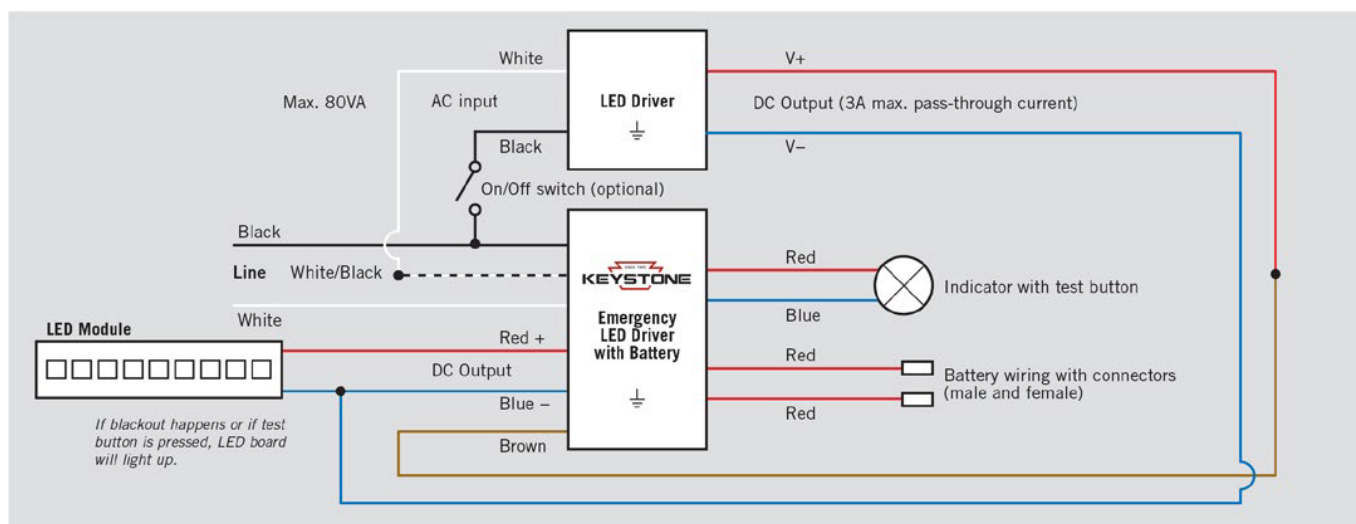 White
V+
Max. 80VA
AC input
LED Driver
DC Output (3A max. pass-through current)
Black
V−
On/Off switch (optional)
Black
Line
White/Black
KEYSTONE
Red
Indicator with test button
White
Blue
LED Module
Emergency
LED Driver
with Battery
Red +
DC Output
Blue −
Red
Battery wiring with connectors
(male and female)
Red
If blackout happens or if test
button is pressed, LED board
will light up.
Brown